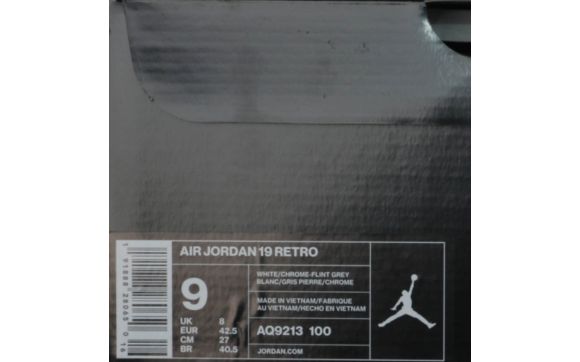 AIR JORDAN 19 RETRO
9
UK 8
EUR 42.5
CM 27
BR 40.5
WHITE/CHROME-FLINT GREY
BLANC/GRIS PIERRE/CHROME
MADE IN VIETNAM/FABRIQUE
AU VIETNAM/HECHO EN VIETNAM
AQ9213 100
JORDAN.COM